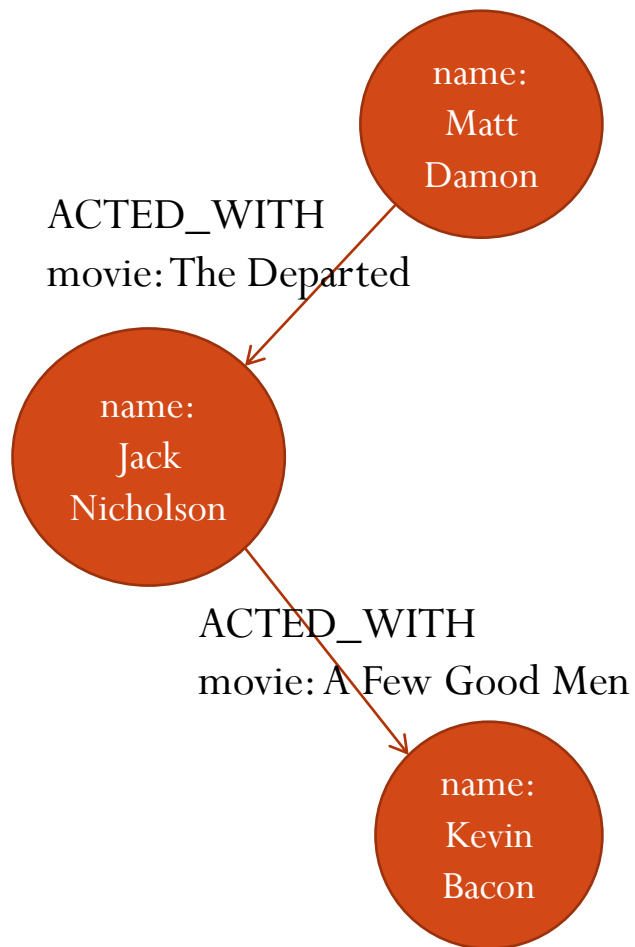 name:
Matt
Damon
ACTED_WITH
movie: The Departed
name:
Jack
Nicholson
ACTED_WITH
movie: A Few Good Men
name:
Kevin
Bacon